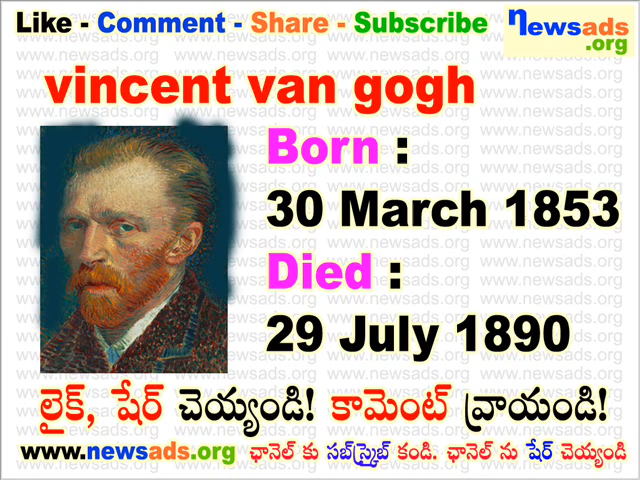 Like - Comment - Share - Subscribe
newsads
.org
vincent van gogh
Born :
30 March 1853
Died :
29 July 1890
లైక్, షేర్ చెయ్యండి! కామెంట్ వ్రాయండి!
www.newsads.org ఛానెల్ కు సబ్‌స్క్రైబ్ కండి. ఛానెల్ ను షేర్ చెయ్యండి